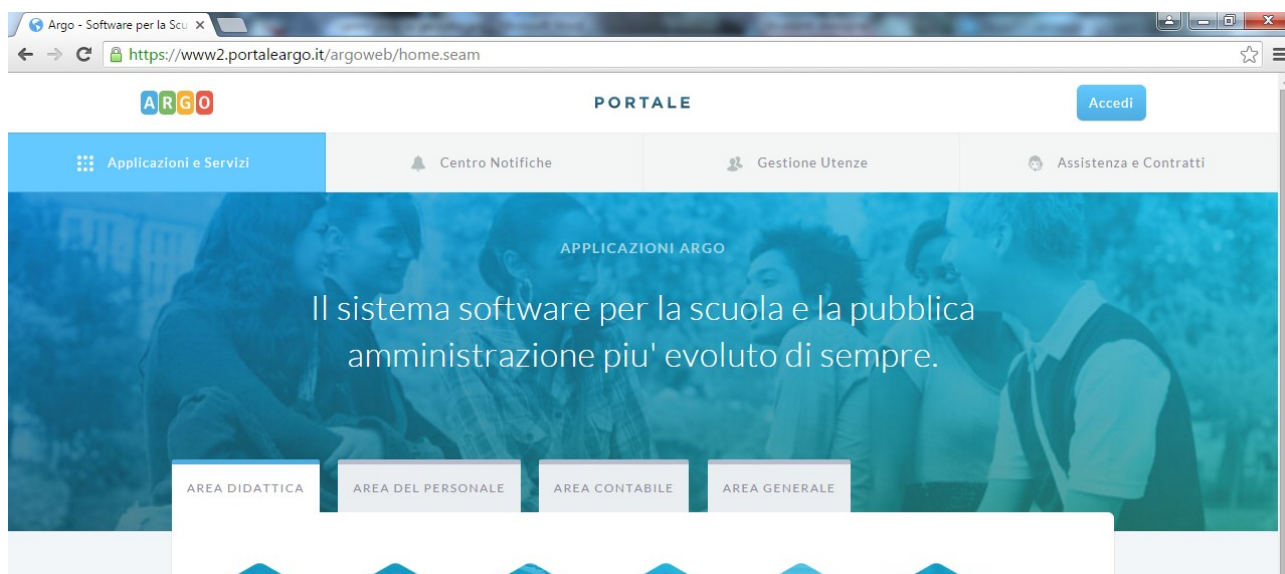 Argo - Software per la Scu
https://www2.portaleargo.it/argoweb/home.seam
ARGO
PORTALE
Accedi
Applicazioni e Servizi
Centro Notifiche
Gestione Utenze
Assistenza e Contratti
APPLICAZIONI ARGO
Il sistema software per la scuola e la pubblica
amministrazione piu' evoluto di sempre.
AREA DIDATTICA
AREA DEL PERSONALE
AREA CONTABILE
AREA GENERALE